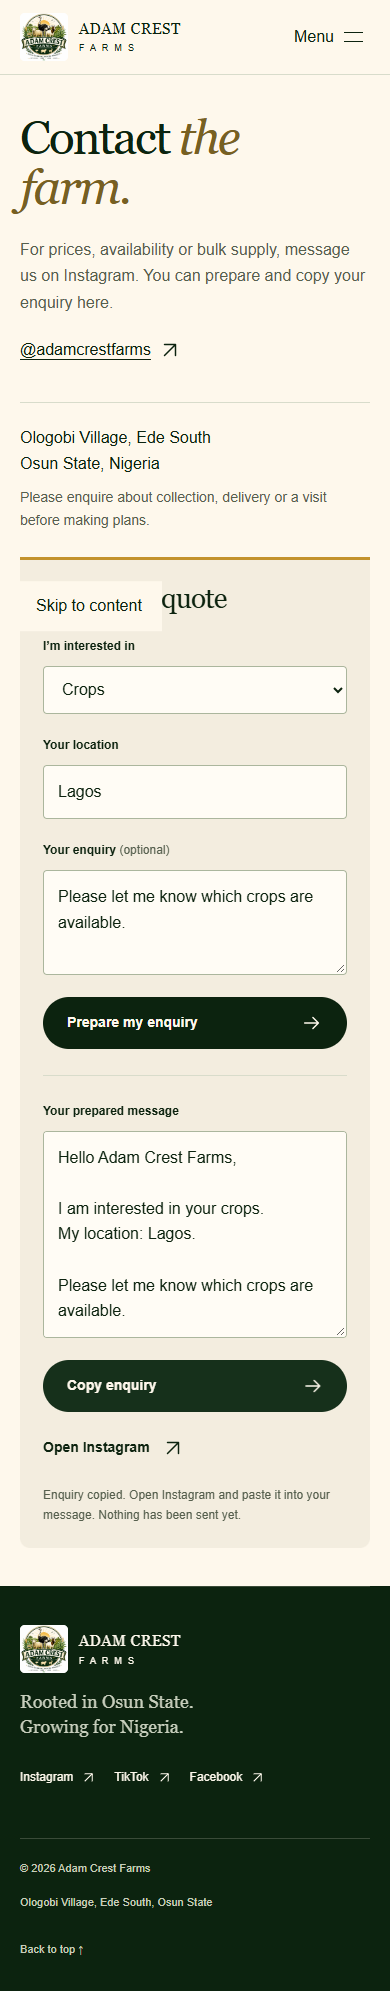 ADAM CREST
FARMS
Menu
Contact the
farm.
For prices, availability or bulk supply, message
us on Instagram. You can prepare and copy your
enquiry here.
@adamcrestfarms
Ologobi Village, Ede South
Osun State, Nigeria
Please enquire about collection, delivery or a visit
before making plans.
Skip to content
quote
I'm interested in
Crops
Your location
Lagos
Your enquiry (optional)
Please let me know which crops are
available.
Prepare my enquiry →
Your prepared message
Hello Adam Crest Farms,
I am interested in your crops.
My location: Lagos.
Please let me know which crops are
available.
Copy enquiry →
Open Instagram
Enquiry copied. Open Instagram and paste it into your
message. Nothing has been sent yet.
ADAM CREST
FARMS
Rooted in Osun State.
Growing for Nigeria.
Instagram TikTok Facebook
© 2026 Adam Crest Farms
Ologobi Village, Ede South, Osun State
Back to top ↑